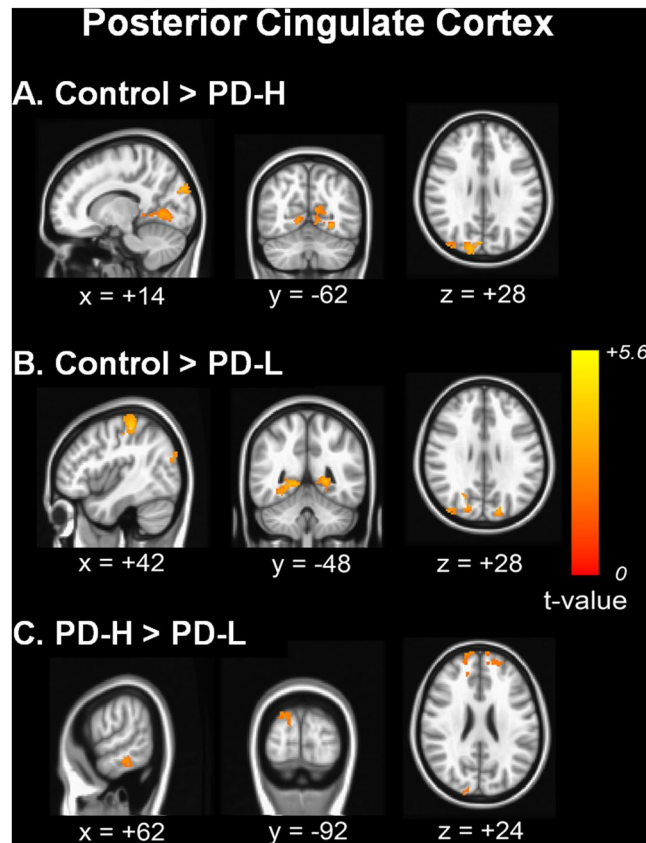 Posterior Cingulate Cortex
A. Control > PD-H
x = +14
y = -62
z = +28
B. Control > PD-L
+5.6
x = +42
y = -48
z = +28
0
t-value
C. PD-H > PD-L
x = +62
y = -92
z = +24